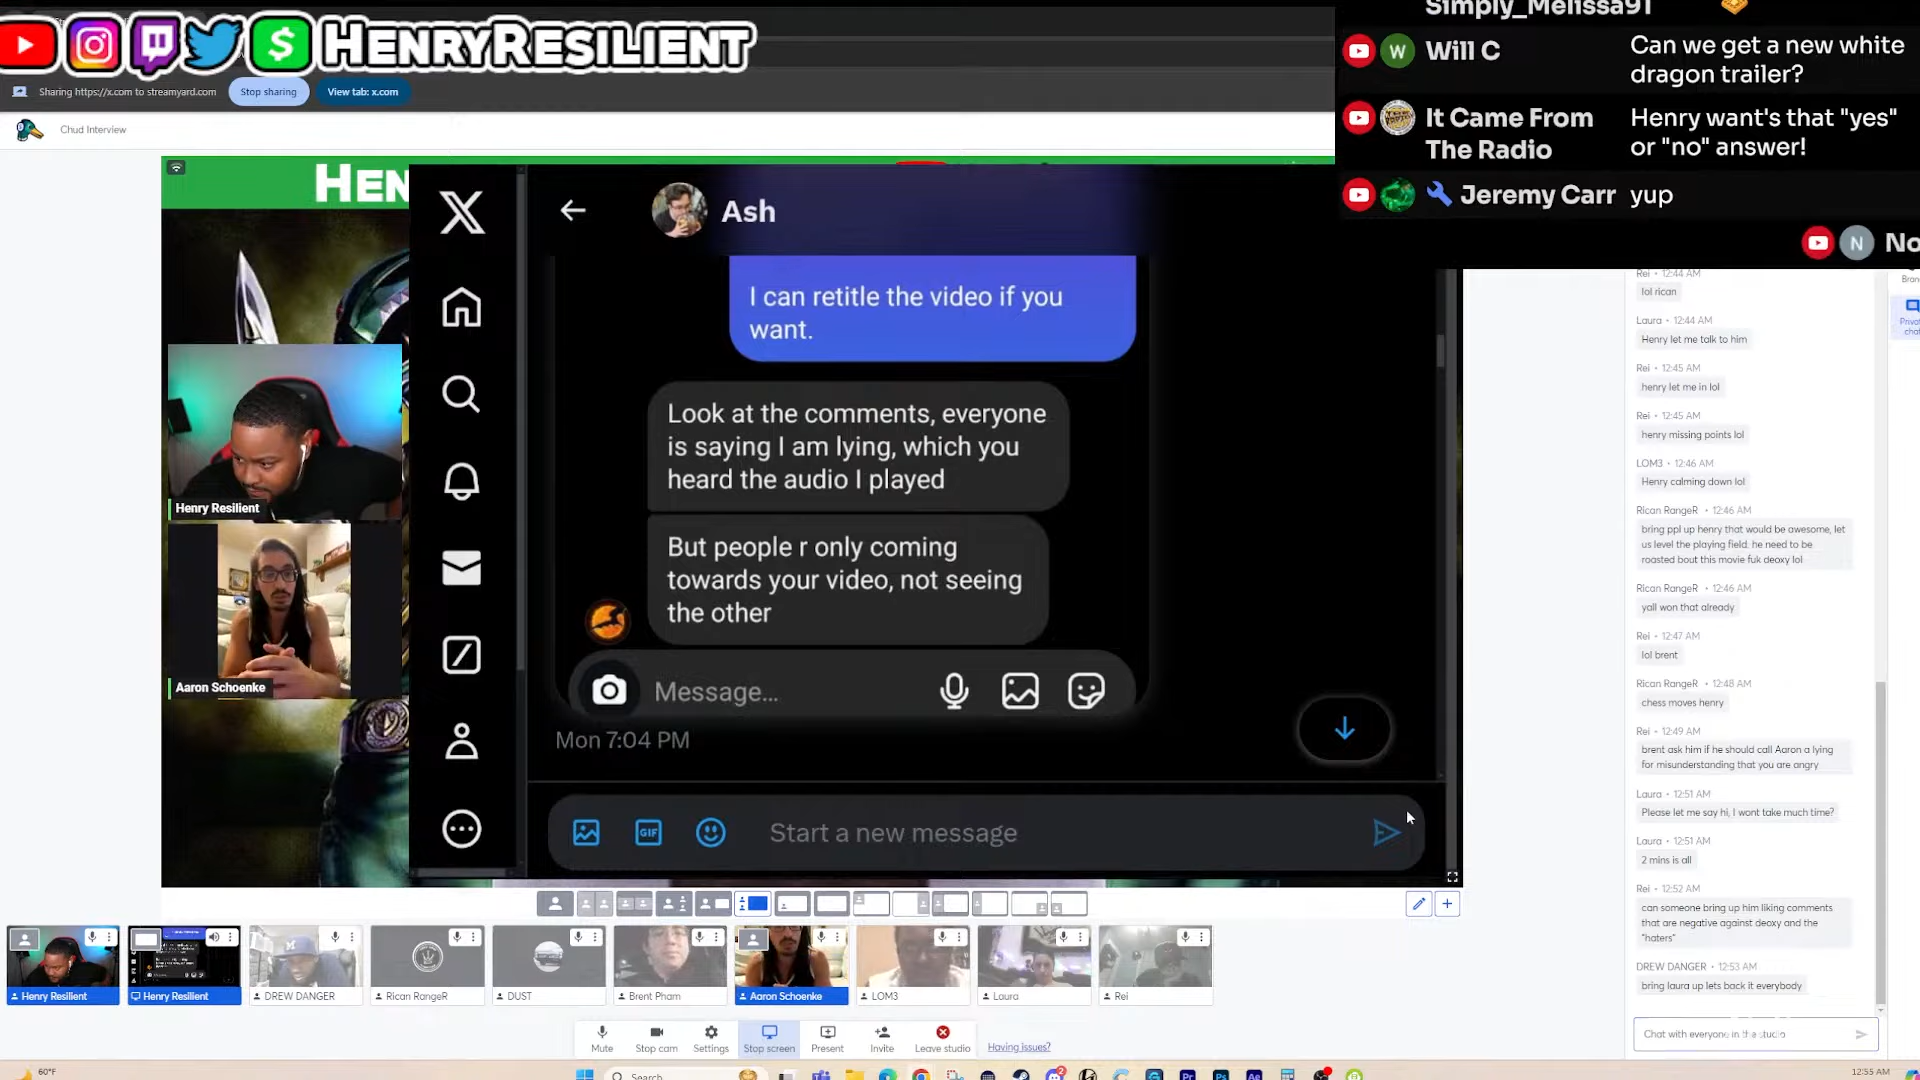 HENRYRESILIENT
Sharing https://x.com to streamyard.com
Stop sharing
View tab: x.com
Chud Interview
HEN
Henry Resilient
Aaron Schoenke
Ash
I can retitle the video if you
want.
Look at the comments, everyone
is saying I am lying, which you
heard the audio I played
But people r only coming
towards your video, not seeing
the other
Message...
Mon 7:04 PM
GIF
Start a new message
Simply_Melissa91
Will C
Can we get a new white
dragon trailer?
It Came From
The Radio
Henry want's that "yes"
or "no" answer!
Jeremy Carr
yup
N
No
Rei • 12:44 AM
lol rican
Laura • 12:44 AM
Henry let me talk to him
Rei • 12:45 AM
henry let me in lol
Rei • 12:45 AM
henry missing points lol
LOM3 • 12:46 AM
Henry calming down lol
Rican RangeR • 12:46 AM
bring ppl up henry that would be awesome, let
us level the playing field. he need to be
roasted bout this movie fuk deoxy lol
Rican RangeR • 12:46 AM
yall won that already
Rei • 12:47 AM
lol brent
Rican RangeR • 12:48 AM
chess moves henry
Rei • 12:49 AM
brent ask him if he should call Aaron a lying
for misunderstanding that you are angry
Laura • 12:51 AM
Please let me say hi, I wont take much time?
Laura • 12:51 AM
2 mins is all
Rei • 12:52 AM
can someone bring up him liking comments
that are negative against deoxy and the
"haters"
DREW DANGER • 12:53 AM
bring laura up lets back it everybody
Chat with everyone in the studio
Henry Resilient
Henry Resilient
DREW DANGER
Rican RangeR
DUST
Brent Pham
Aaron Schoenke
LOM3
Laura
Rei
Mute
Stop cam
Settings
Stop screen
Present
Invite
Leave studio
Having issues?
60°F
Search
12:55 AM